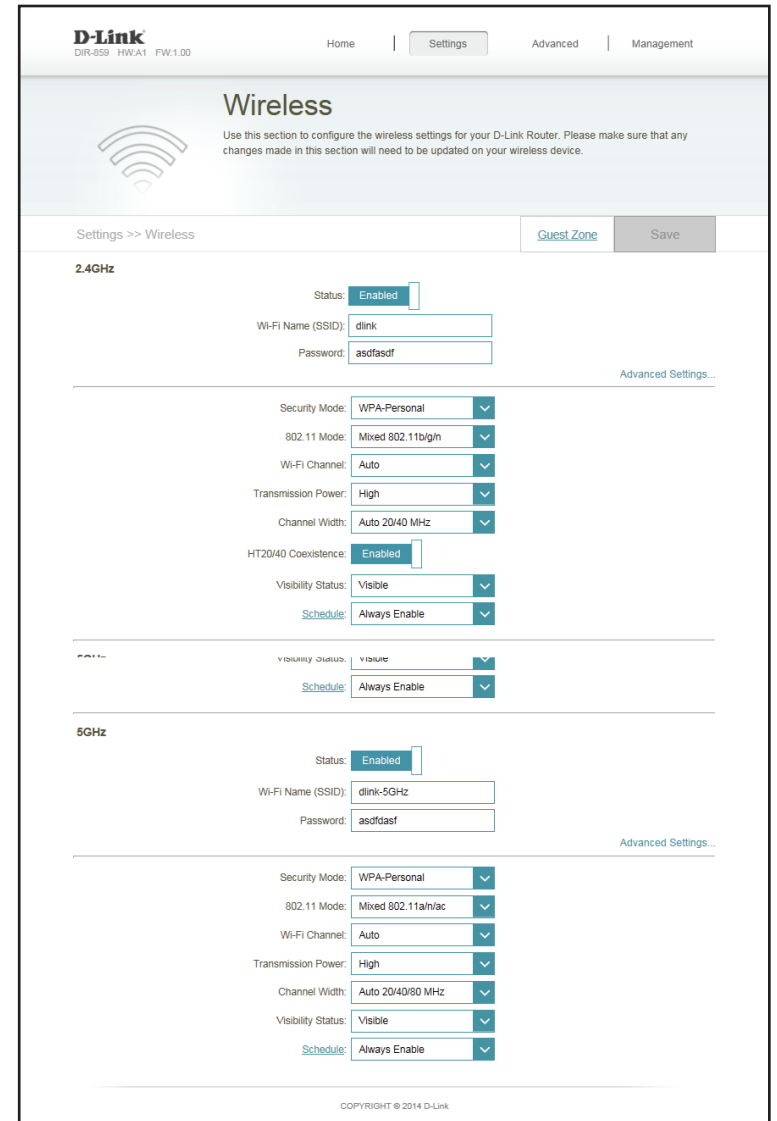 D-Link
DIR-859 HW:A1 FW:1.00
Home
Settings
Advanced
Management
Wireless
Use this section to configure the wireless settings for your D-Link Router. Please make sure that any
changes made in this section will need to be updated on your wireless device.
Settings >> Wireless
Guest Zone
Save
2.4GHz
Status: Enabled
Wi-Fi Name (SSID): dlink
Password: asdfasdf
Advanced Settings...
Security Mode: WPA-Personal
802.11 Mode: Mixed 802.11b/g/n
Wi-Fi Channel: Auto
Transmission Power: High
Channel Width: Auto 20/40 MHz
HT20/40 Coexistence: Enabled
Visibility Status: Visible
Schedule: Always Enable
5GHz Visibility Status: Visible
Schedule: Always Enable
5GHz
Status: Enabled
Wi-Fi Name (SSID): dlink-5GHz
Password: asdfdasf
Advanced Settings...
Security Mode: WPA-Personal
802.11 Mode: Mixed 802.11a/n/ac
Wi-Fi Channel: Auto
Transmission Power: High
Channel Width: Auto 20/40/80 MHz
Visibility Status: Visible
Schedule: Always Enable
COPYRIGHT © 2014 D-Link